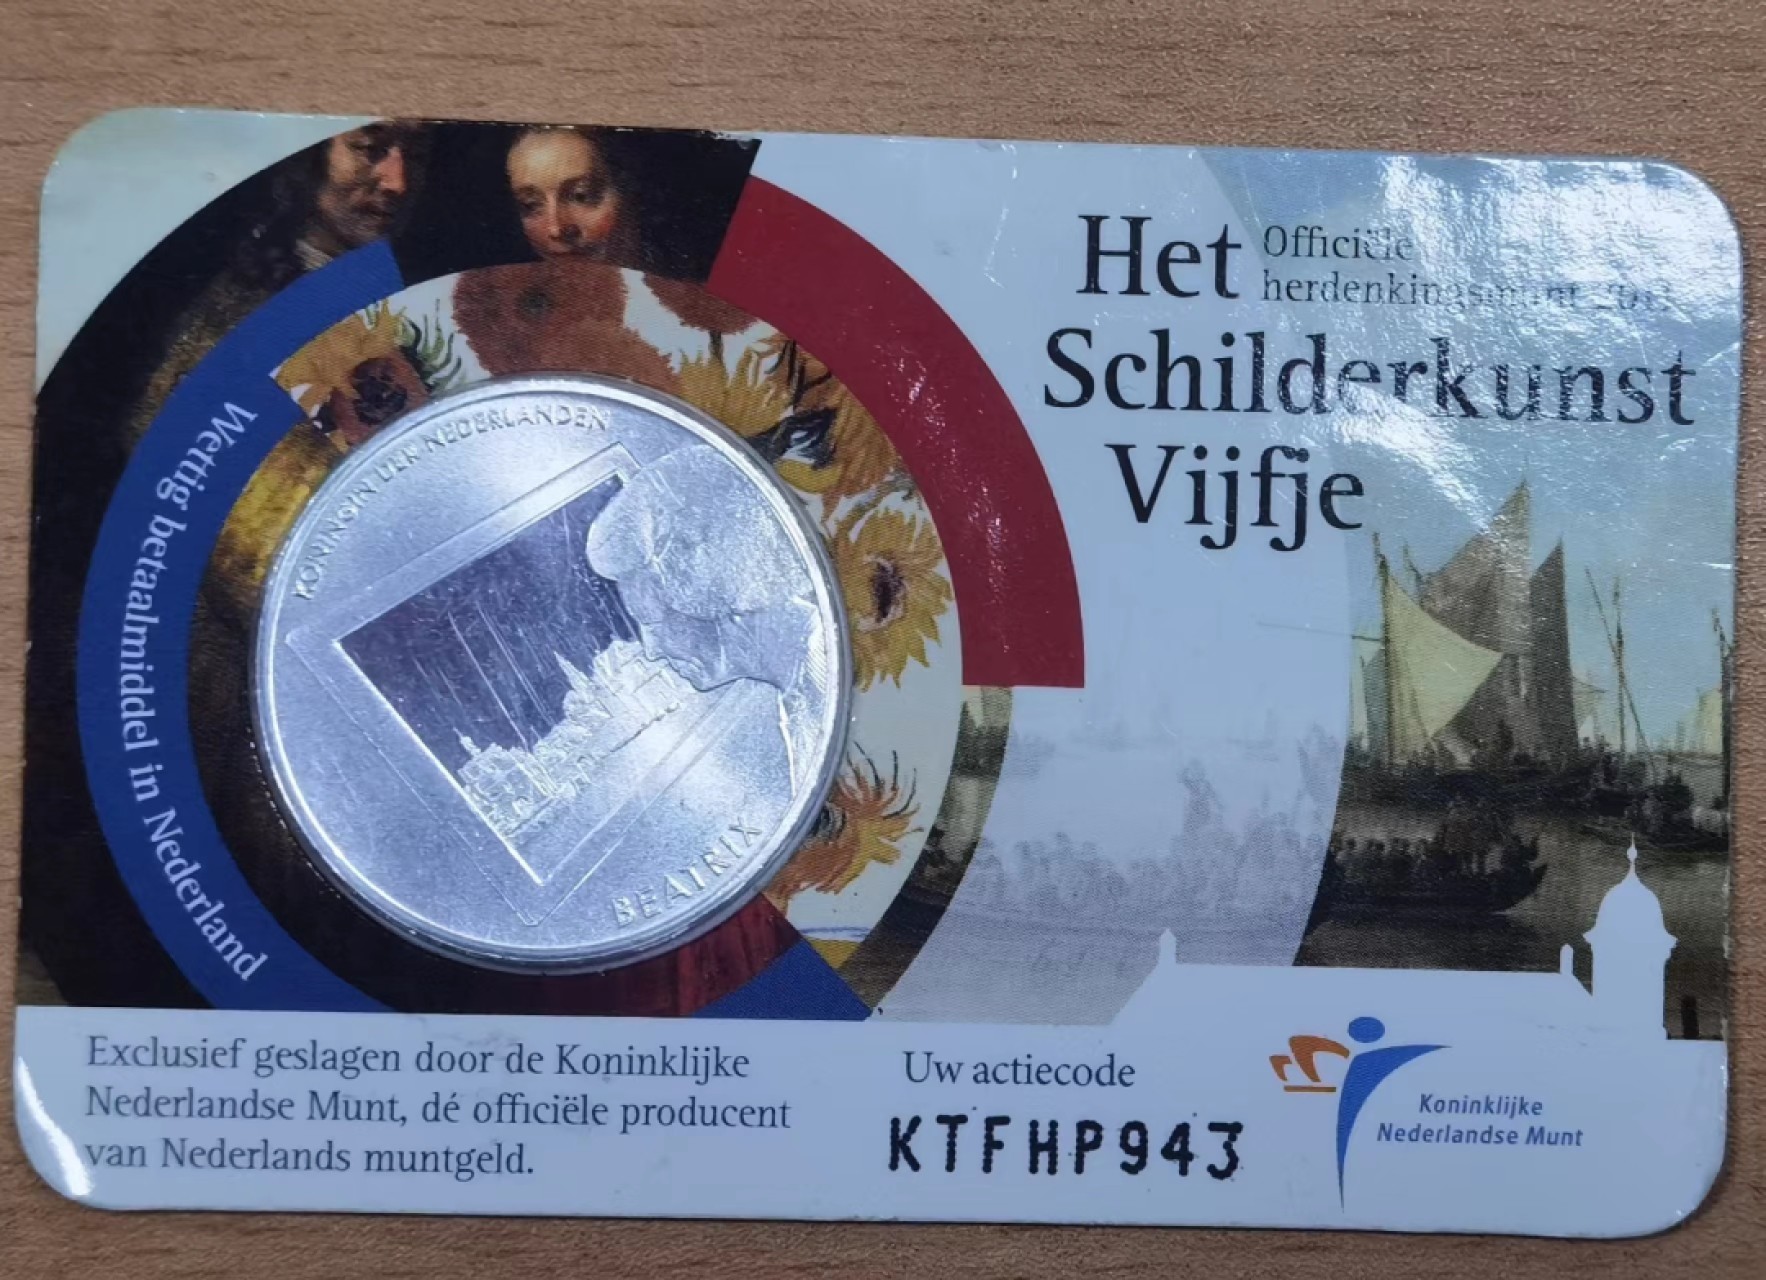 Het
Officiële
herdenkingsmunt
Schilderkunst
Vijfje
KONINGIN DER NEDERLANDEN
BEATRIX
Wettig betaalmiddel in Nederland
Exclusief geslagen door de Koninklijke
Nederlandse Munt, dé officiële producent
van Nederlands muntgeld.
Uw actiecode
KTFHP943
Koninklijke
Nederlandse Munt